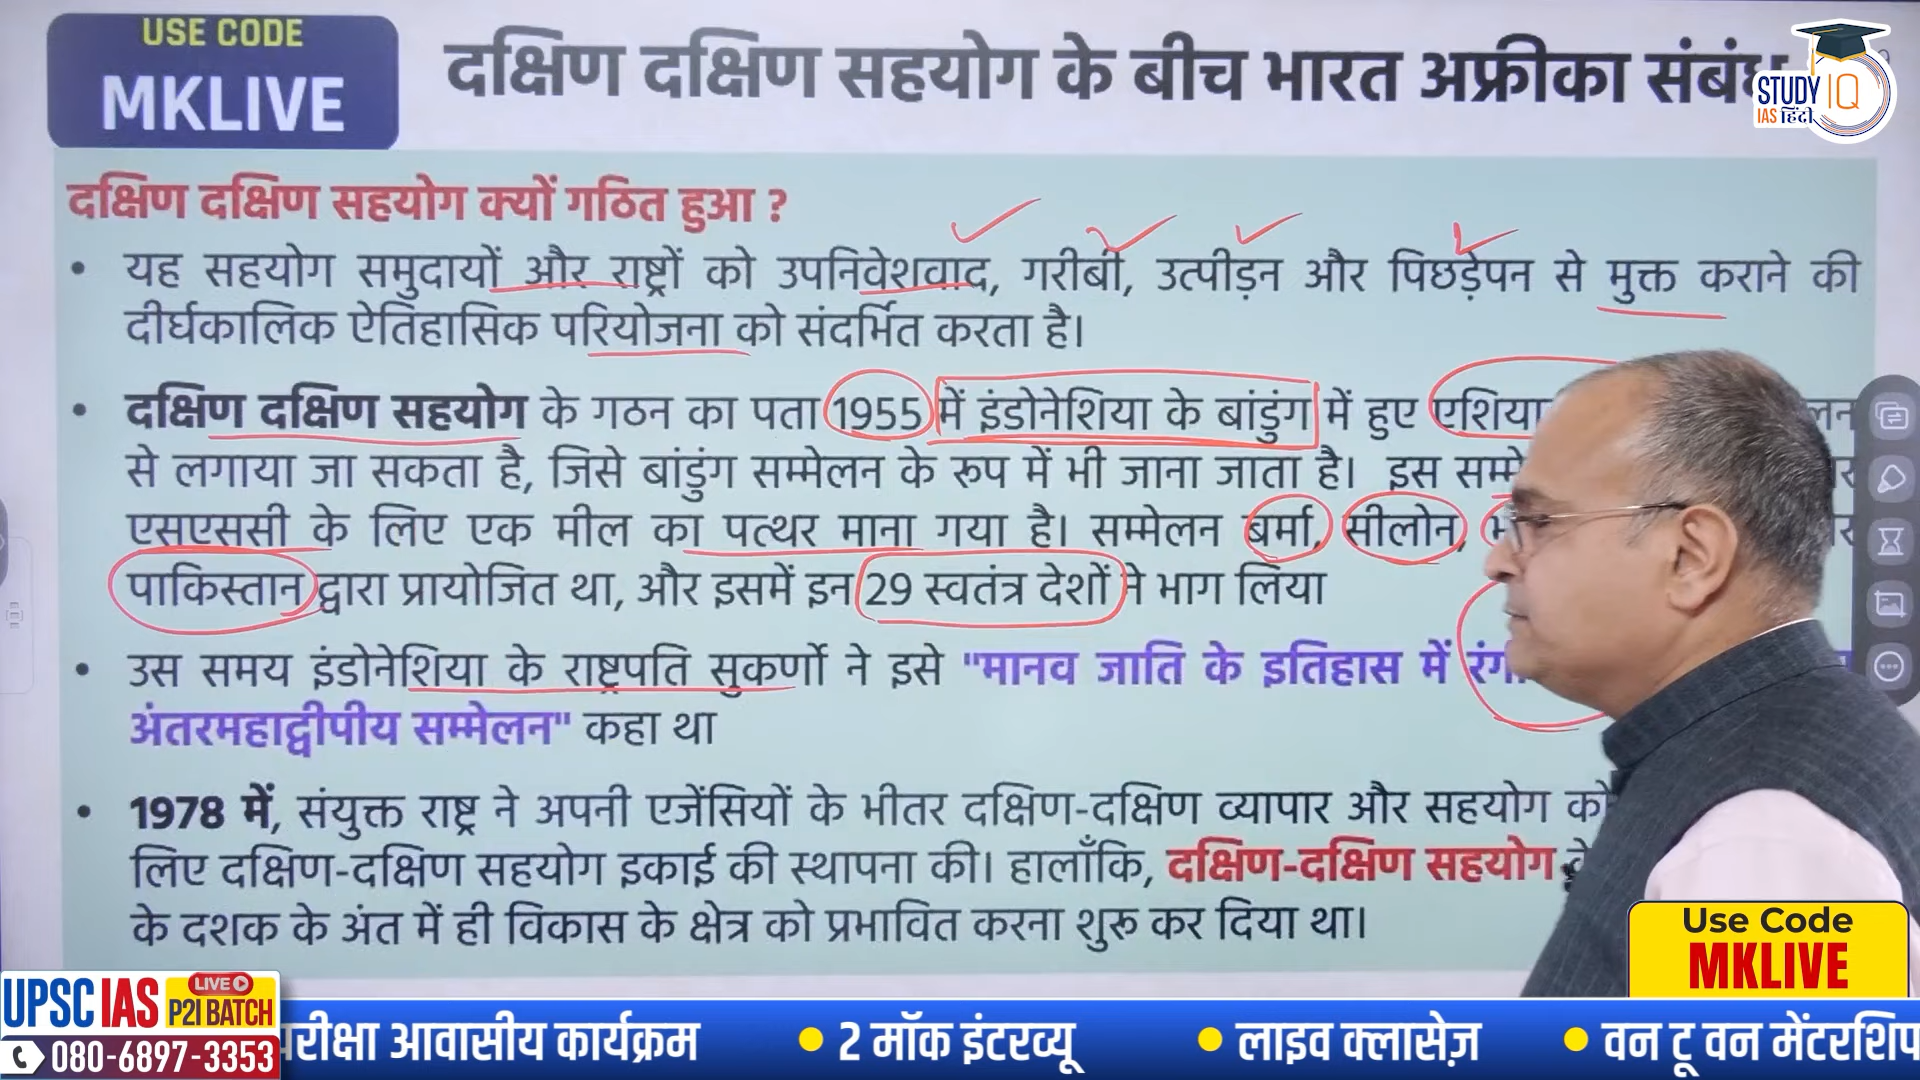 USE CODE
MKLIVE
दक्षिण दक्षिण सहयोग के बीच भारत अफ्रीका संबंध
STUDY IQ
IAS हिंदी
दक्षिण दक्षिण सहयोग क्यों गठित हुआ ?
• यह सहयोग समुदायों और राष्ट्रों को उपनिवेशवाद, गरीबी, उत्पीड़न और पिछड़ेपन से मुक्त कराने की
दीर्घकालिक ऐतिहासिक परियोजना को संदर्भित करता है।
• दक्षिण दक्षिण सहयोग के गठन का पता 1955 में इंडोनेशिया के बांडुंग में हुए एशिया
से लगाया जा सकता है, जिसे बांडुंग सम्मेलन के रूप में भी जाना जाता है। इस
एसएससी के लिए एक मील का पत्थर माना गया है। सम्मेलन बर्मा, सीलोन,
पाकिस्तान द्वारा प्रायोजित था, और इसमें इन 29 स्वतंत्र देशों ने भाग लिया
• उस समय इंडोनेशिया के राष्ट्रपति सुकर्णो ने इसे "मानव जाति के इतिहास में
अंतरमहाद्वीपीय सम्मेलन" कहा था
• 1978 में, संयुक्त राष्ट्र ने अपनी एजेंसियों के भीतर दक्षिण-दक्षिण व्यापार और सहयोग को
लिए दक्षिण-दक्षिण सहयोग इकाई की स्थापना की। हालाँकि, दक्षिण-दक्षिण सहयोग
के दशक के अंत में ही विकास के क्षेत्र को प्रभावित करना शुरू कर दिया था।
Use Code
MKLIVE
UPSC IAS LIVE P2I BATCH
080-6897-3353
परीक्षा आवासीय कार्यक्रम • 2 मॉक इंटरव्यू • लाइव क्लासेज़ • वन टू वन मेंटरशिप